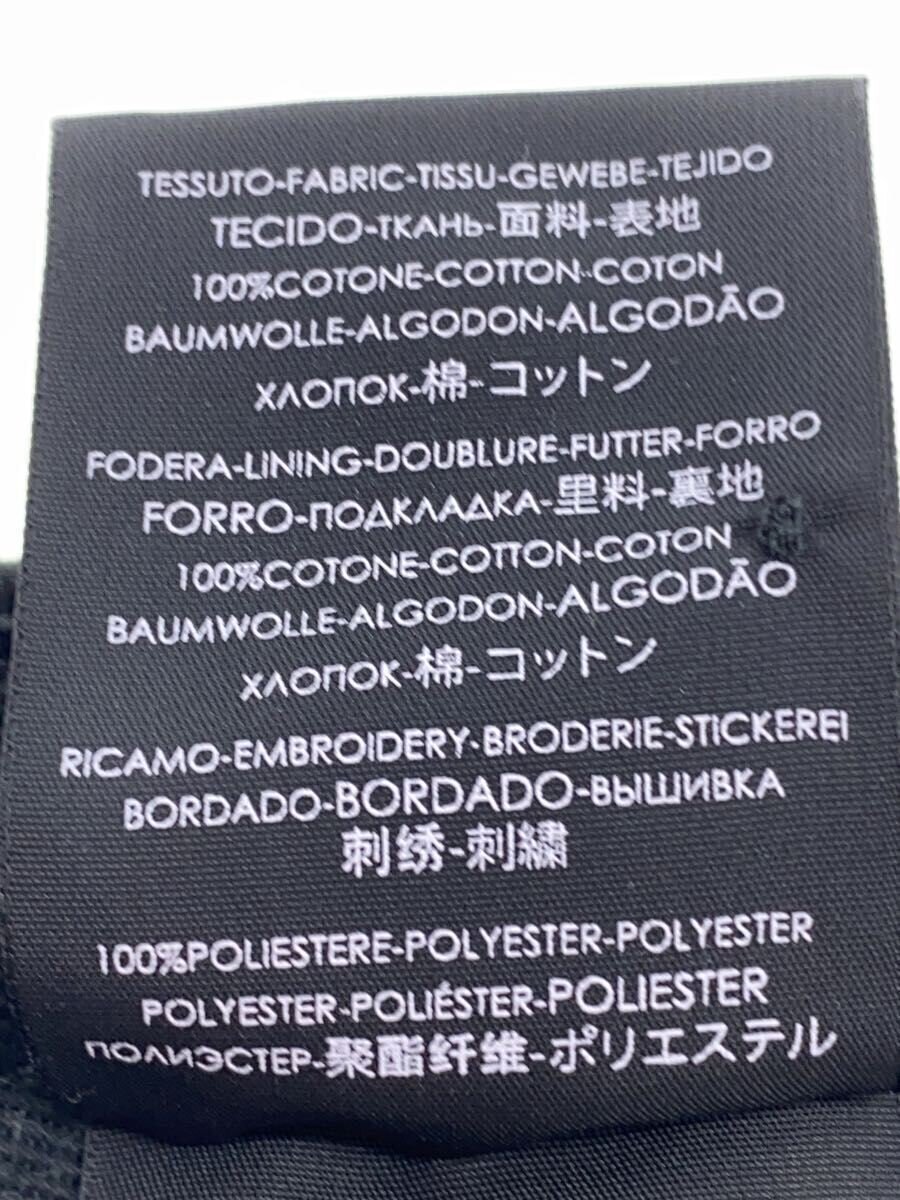 TESSUTO-FABRIC-TISSU-GEWEBE-TEJIDO
TECIDO-ТКАНЬ-面料-表地
100%COTONE-COTTON-COTON
BAUMWOLLE-ALGODON-ALGODÃO
ХЛОПОК-棉-コットン
FODERA-LINING-DOUBLURE-FUTTER-FORRO
FORRO-ПОДКЛАДКА-里料-裏地
100%COTONE-COTTON-COTON
BAUMWOLLE-ALGODON-ALGODÃO
ХЛОПОК-棉-コットン
RICAMO-EMBROIDERY-BRODERIE-STICKEREI
BORDADO-BORDADO-ВЫШИВКА
刺绣-刺繍
100%POLIESTERE-POLYESTER-POLYESTER
POLYESTER-POLIÉSTER-POLIESTER
ПОЛИЭСТЕР-聚酯纤维-ポリエステル